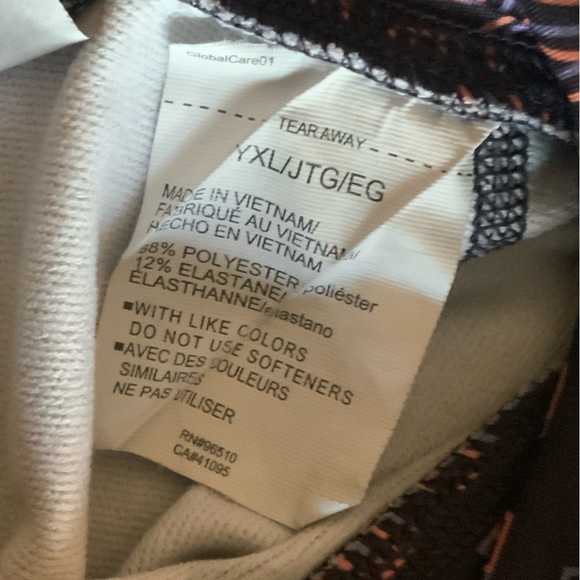 GlobalCare01
TEAR AWAY
YXL/JTG/EG
MADE IN VIETNAM/
FABRIQUÉ AU VIETNAM/
HECHO EN VIETNAM
88% POLYESTER poliéster
12% ELASTANE/
ELASTHANNE/elastano
▪WITH LIKE COLORS
DO NOT USE SOFTENERS
▪AVEC DES COULEURS
SIMILAIRES
NE PAS UTILISER
RN#96510
CA#41095